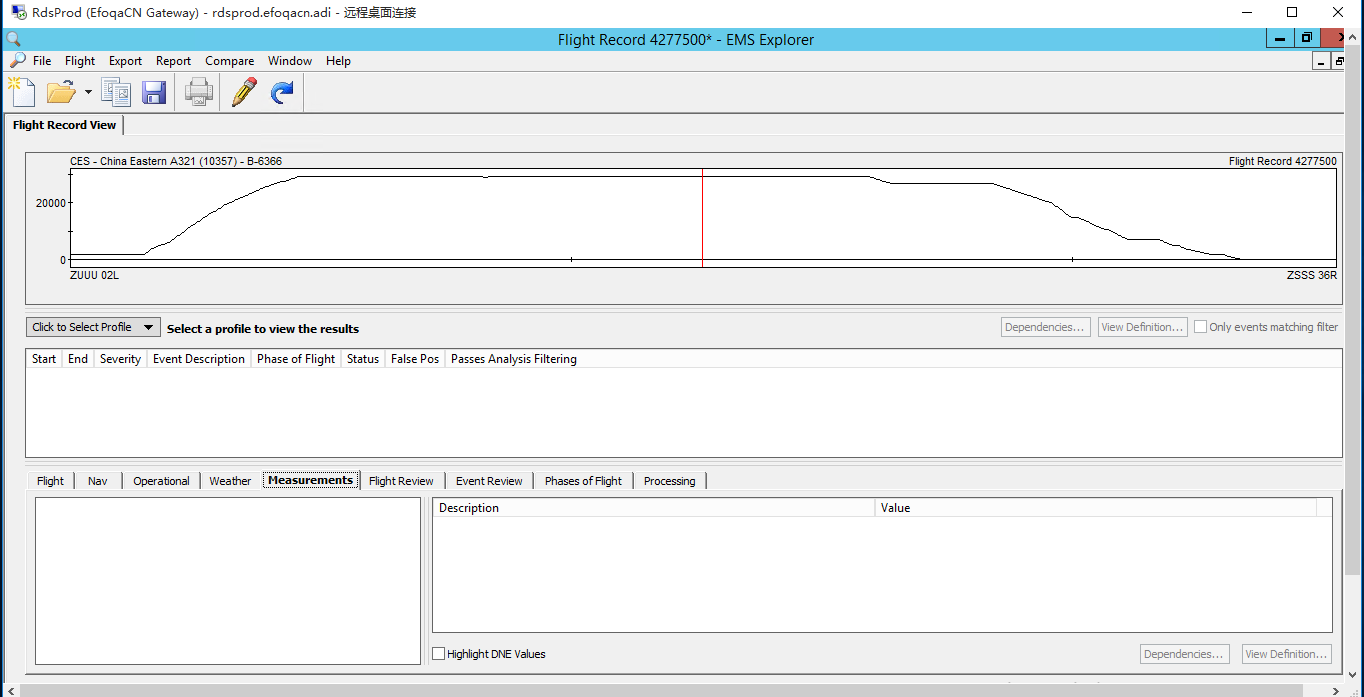 RdsProd (EfoqaCN Gateway) - rdsprod.efoqacn.adi - 远程桌面连接
Flight Record 4277500* - EMS Explorer
File Flight Export Report Compare Window Help
Flight Record View
CES - China Eastern A321 (10357) - B-6366 Flight Record 4277500
20000
0
ZUUU 02L ZSSS 36R
Click to Select Profile Select a profile to view the results Dependencies... View Definition... Only events matching filter
Start End Severity Event Description Phase of Flight Status False Pos Passes Analysis Filtering
Flight Nav Operational Weather Measurements Flight Review Event Review Phases of Flight Processing
Description Value
Highlight DNE Values Dependencies... View Definition...